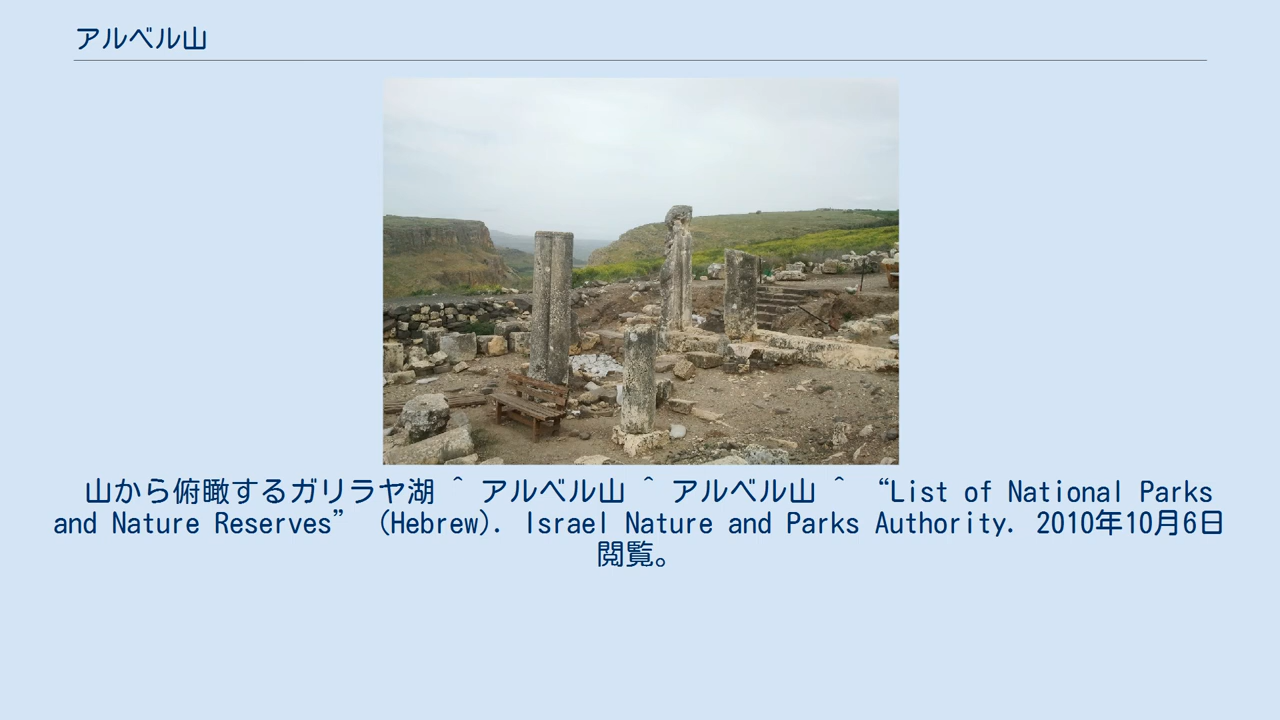 アルベル山
山から俯瞰するガリラヤ湖 ^ アルベル山 ^ アルベル山 ^ “List of National Parks
and Nature Reserves” (Hebrew). Israel Nature and Parks Authority. 2010年10月6日
閲覧。